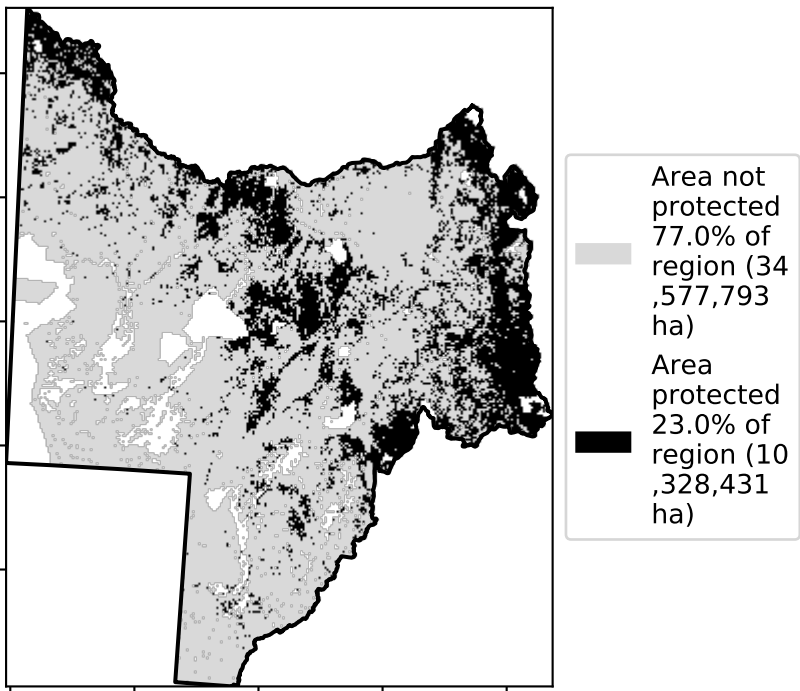 Area not
protected
77.0% of
region (34
,577,793
ha)
Area
protected
23.0% of
region (10
,328,431
ha)